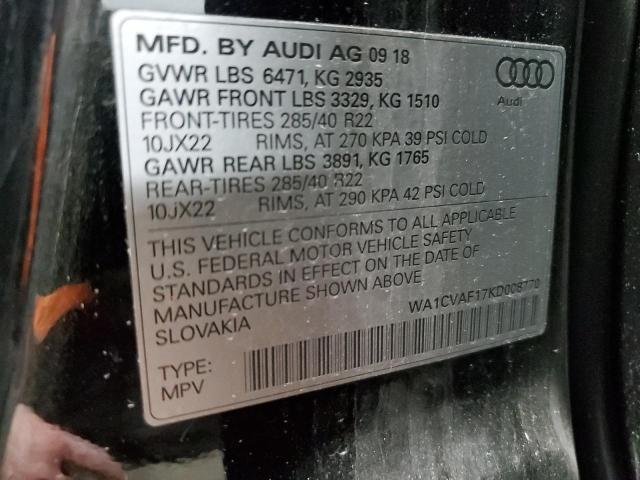 MFD. BY AUDI AG 09 18
GVWR LBS 6471, KG 2935
GAWR FRONT LBS 3329, KG 1510
FRONT-TIRES 285/40 R22
10JX22 RIMS, AT 270 KPA 39 PSI COLD
GAWR REAR LBS 3891, KG 1765
REAR-TIRES 285/40 R22
10JX22 RIMS, AT 290 KPA 42 PSI COLD
Audi
THIS VEHICLE CONFORMS TO ALL APPLICABLE
U.S. FEDERAL MOTOR VEHICLE SAFETY
STANDARDS IN EFFECT ON THE DATE OF
MANUFACTURE SHOWN ABOVE
SLOVAKIA
WA1CVAF17KD008770
TYPE:
MPV